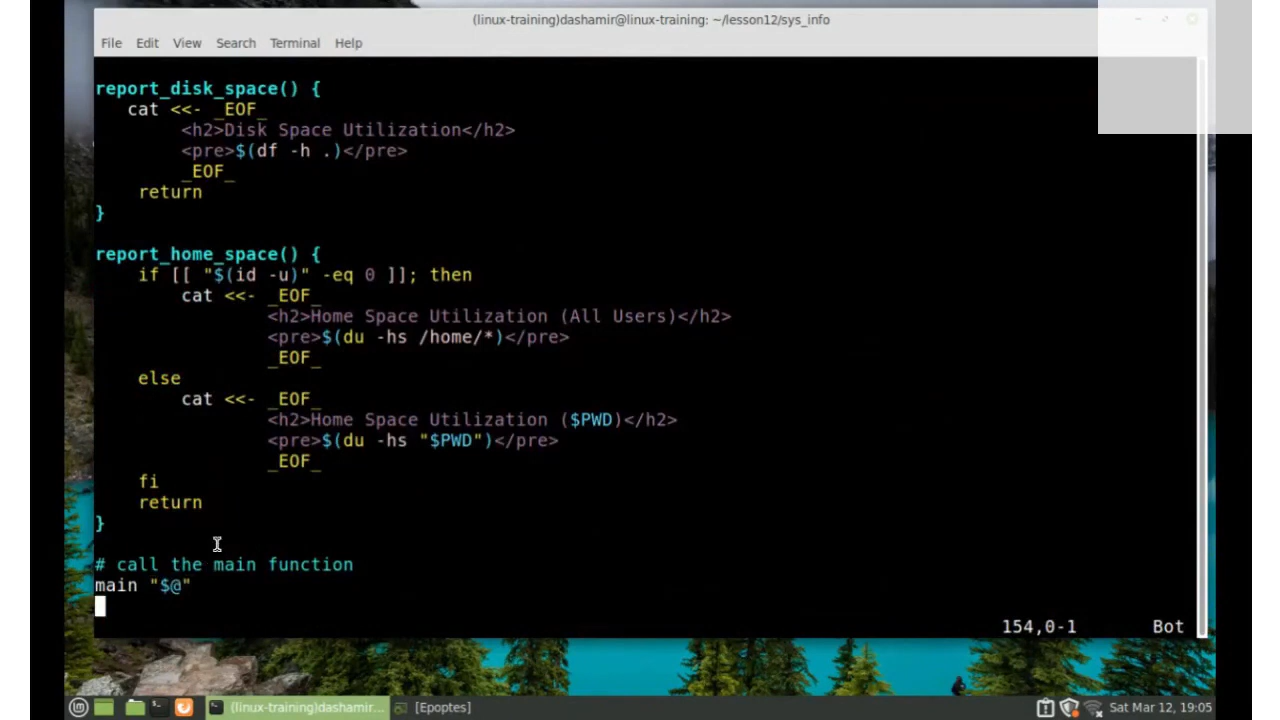 (linux-training)dashamir@linux-training: ~/lesson12/sys_info
File Edit View Search Terminal Help
report_disk_space() {
   cat <<- _EOF_
        <h2>Disk Space Utilization</h2>
        <pre>$(df -h .)</pre>
        _EOF_
    return
}
report_home_space() {
    if [[ "$(id -u)" -eq 0 ]]; then
        cat <<- _EOF_
                <h2>Home Space Utilization (All Users)</h2>
                <pre>$(du -hs /home/*)</pre>
                _EOF_
    else
        cat <<- _EOF_
                <h2>Home Space Utilization ($PWD)</h2>
                <pre>$(du -hs "$PWD")</pre>
                _EOF_
    fi
    return
}
# call the main function
main "$@"
154,0-1 Bot
(linux-training)dashamir... [Epoptes] Sat Mar 12, 19:05